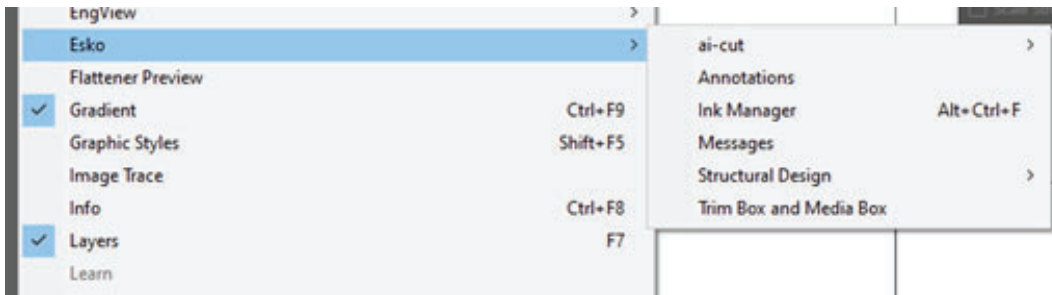 EngView >
Esko >
Flattener Preview
✓ Gradient Ctrl+F9
Graphic Styles Shift+F5
Image Trace
Info Ctrl+F8
✓ Layers F7
Learn
ai-cut >
Annotations
Ink Manager Alt+Ctrl+F
Messages
Structural Design >
Trim Box and Media Box